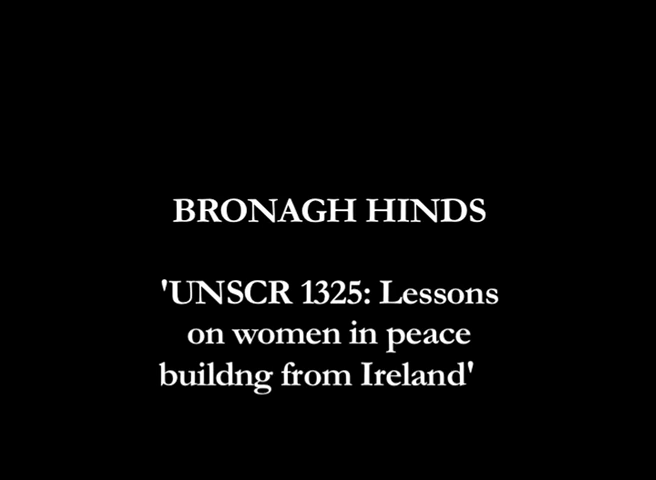 BRONAGH HINDS
'UNSCR 1325: Lessons
on women in peace
buildng from Ireland'